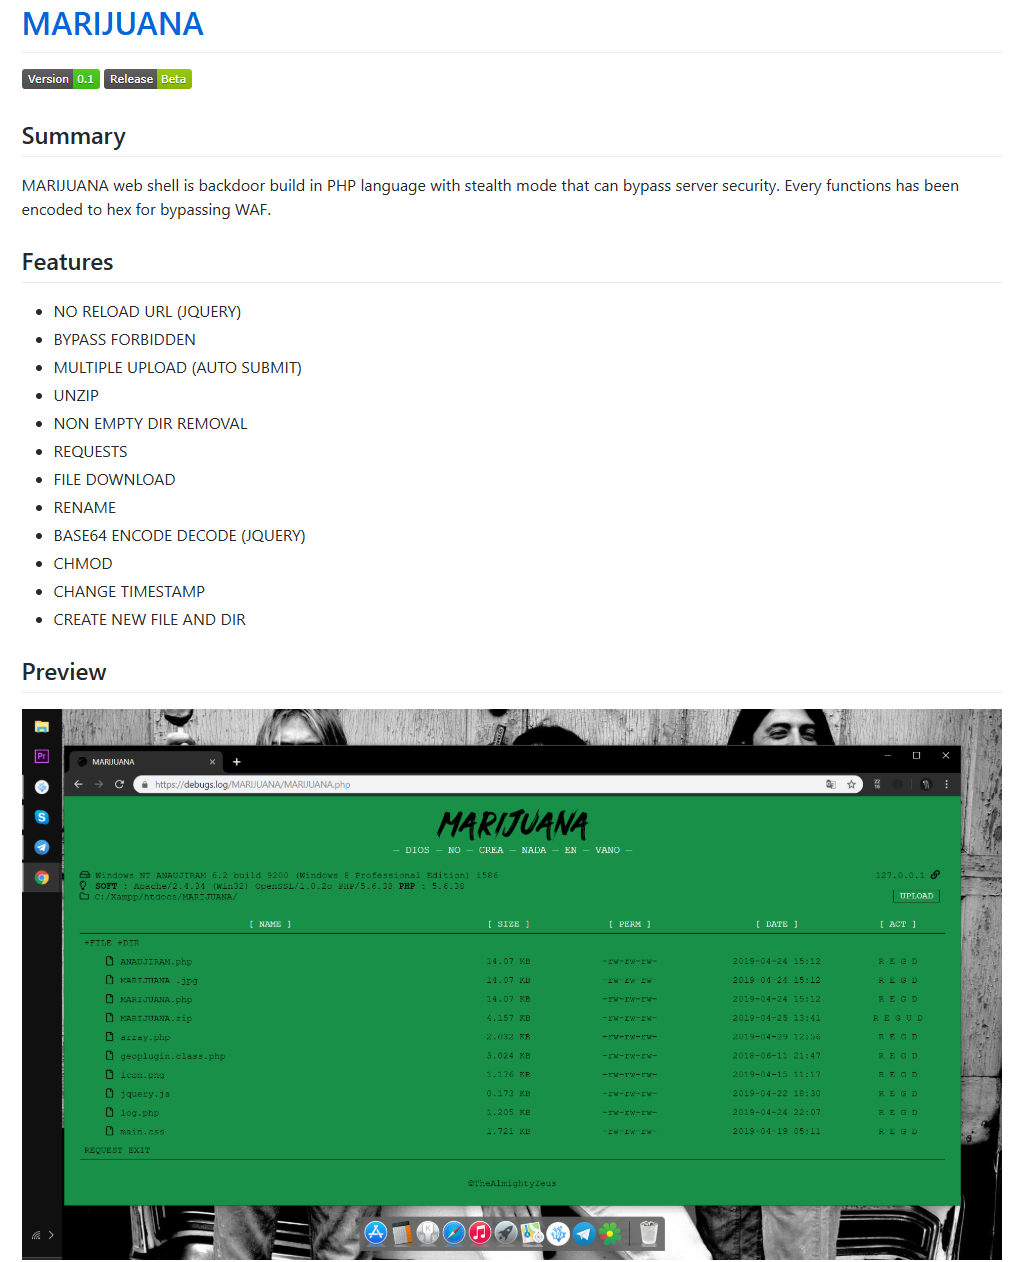 MARIJUANA
Version 0.1 Release Beta
Summary
MARIJUANA web shell is backdoor build in PHP language with stealth mode that can bypass server security. Every functions has been
encoded to hex for bypassing WAF.
Features
NO RELOAD URL (JQUERY)
BYPASS FORBIDDEN
MULTIPLE UPLOAD (AUTO SUBMIT)
UNZIP
NON EMPTY DIR REMOVAL
REQUESTS
FILE DOWNLOAD
RENAME
BASE64 ENCODE DECODE (JQUERY)
CHMOD
CHANGE TIMESTAMP
CREATE NEW FILE AND DIR
Preview
MARIJUANA
https://debugs.log/MARIJUANA/MARIJUANA.php
MARIJUANA
— DIOS — NO — CREA — NADA — EN — VANO —
Windows NT ANAUJIRAM 6.2 build 9200 (Windows 8 Professional Edition) i586 127.0.0.1
SOFT : Apache/2.4.34 (Win32) OpenSSL/1.0.2o PHP/5.6.38 PHP : 5.6.38
C:/Xampp/htdocs/MARIJUANA/ UPLOAD
[ NAME ] [ SIZE ] [ PERM ] [ DATE ] [ ACT ]
+FILE +DIR
ANAUJIRAM.php 14.07 KB -rw-rw-rw- 2019-04-24 15:12 R E G D
MARIJUANA .jpg 14.07 KB -rw-rw-rw- 2019-04-24 15:12 R E G D
MARIJUANA.php 14.07 KB -rw-rw-rw- 2019-04-24 15:12 R E G D
MARIJUANA.zip 4.157 KB -rw-rw-rw- 2019-04-25 13:41 R E G U D
array.php 2.032 KB -rw-rw-rw- 2019-04-29 12:56 R E G D
geoplugin.class.php 3.024 KB -rw-rw-rw- 2018-06-11 21:47 R E G D
icon.png 1.176 KB -rw-rw-rw- 2019-04-15 11:17 R E G D
jquery.js 0.173 KB -rw-rw-rw- 2019-04-22 18:30 R E G D
log.php 1.205 KB -rw-rw-rw- 2019-04-24 22:07 R E G D
main.css 1.721 KB -rw-rw-rw- 2019-04-19 05:11 R E G D
REQUEST EXIT
©TheAlmightyZeus